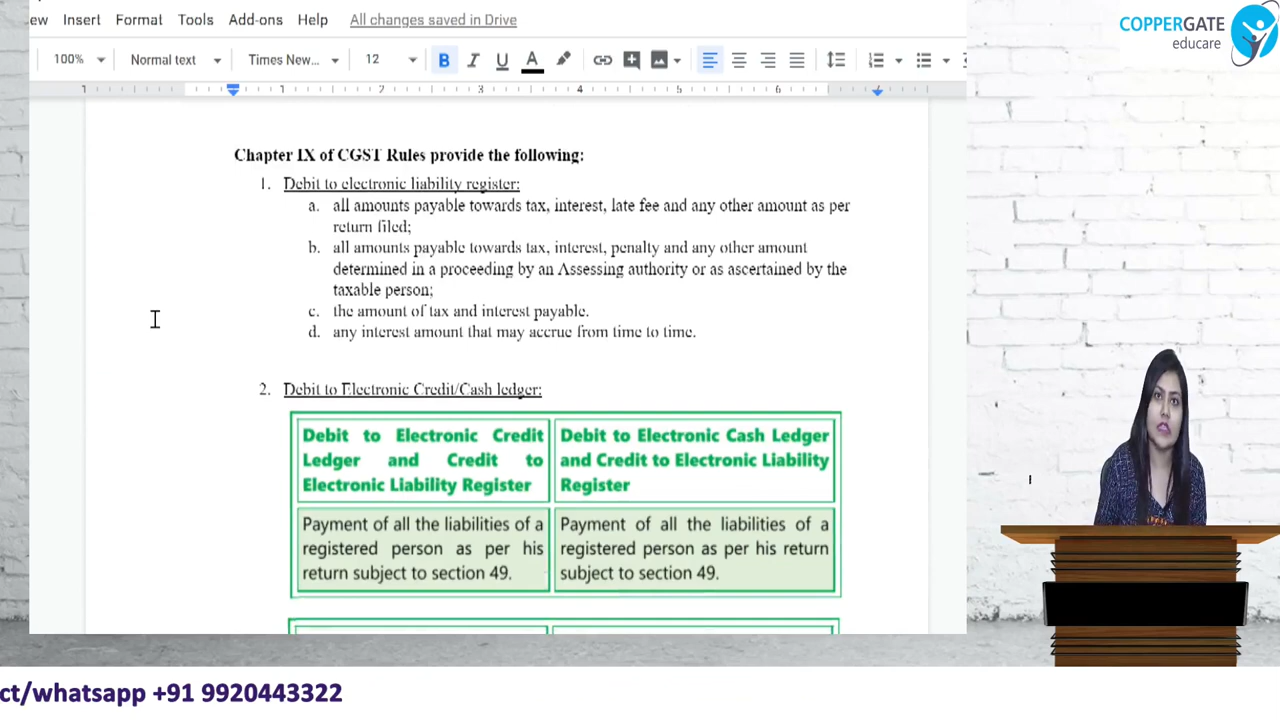 ew Insert Format Tools Add-ons Help All changes saved in Drive
100% Normal text Times New... 12 B I U A
1 1 2 3 4 5 6 7
COPPERGATE
educare
Chapter IX of CGST Rules provide the following:
1. Debit to electronic liability register:
a. all amounts payable towards tax, interest, late fee and any other amount as per
return filed;
b. all amounts payable towards tax, interest, penalty and any other amount
determined in a proceeding by an Assessing authority or as ascertained by the
taxable person;
c. the amount of tax and interest payable.
d. any interest amount that may accrue from time to time.
2. Debit to Electronic Credit/Cash ledger:
Debit to Electronic Credit
Ledger and Credit to
Electronic Liability Register
Debit to Electronic Cash Ledger
and Credit to Electronic Liability
Register
Payment of all the liabilities of a
registered person as per his
return subject to section 49.
Payment of all the liabilities of a
registered person as per his return
subject to section 49.
ct/whatsapp +91 9920443322